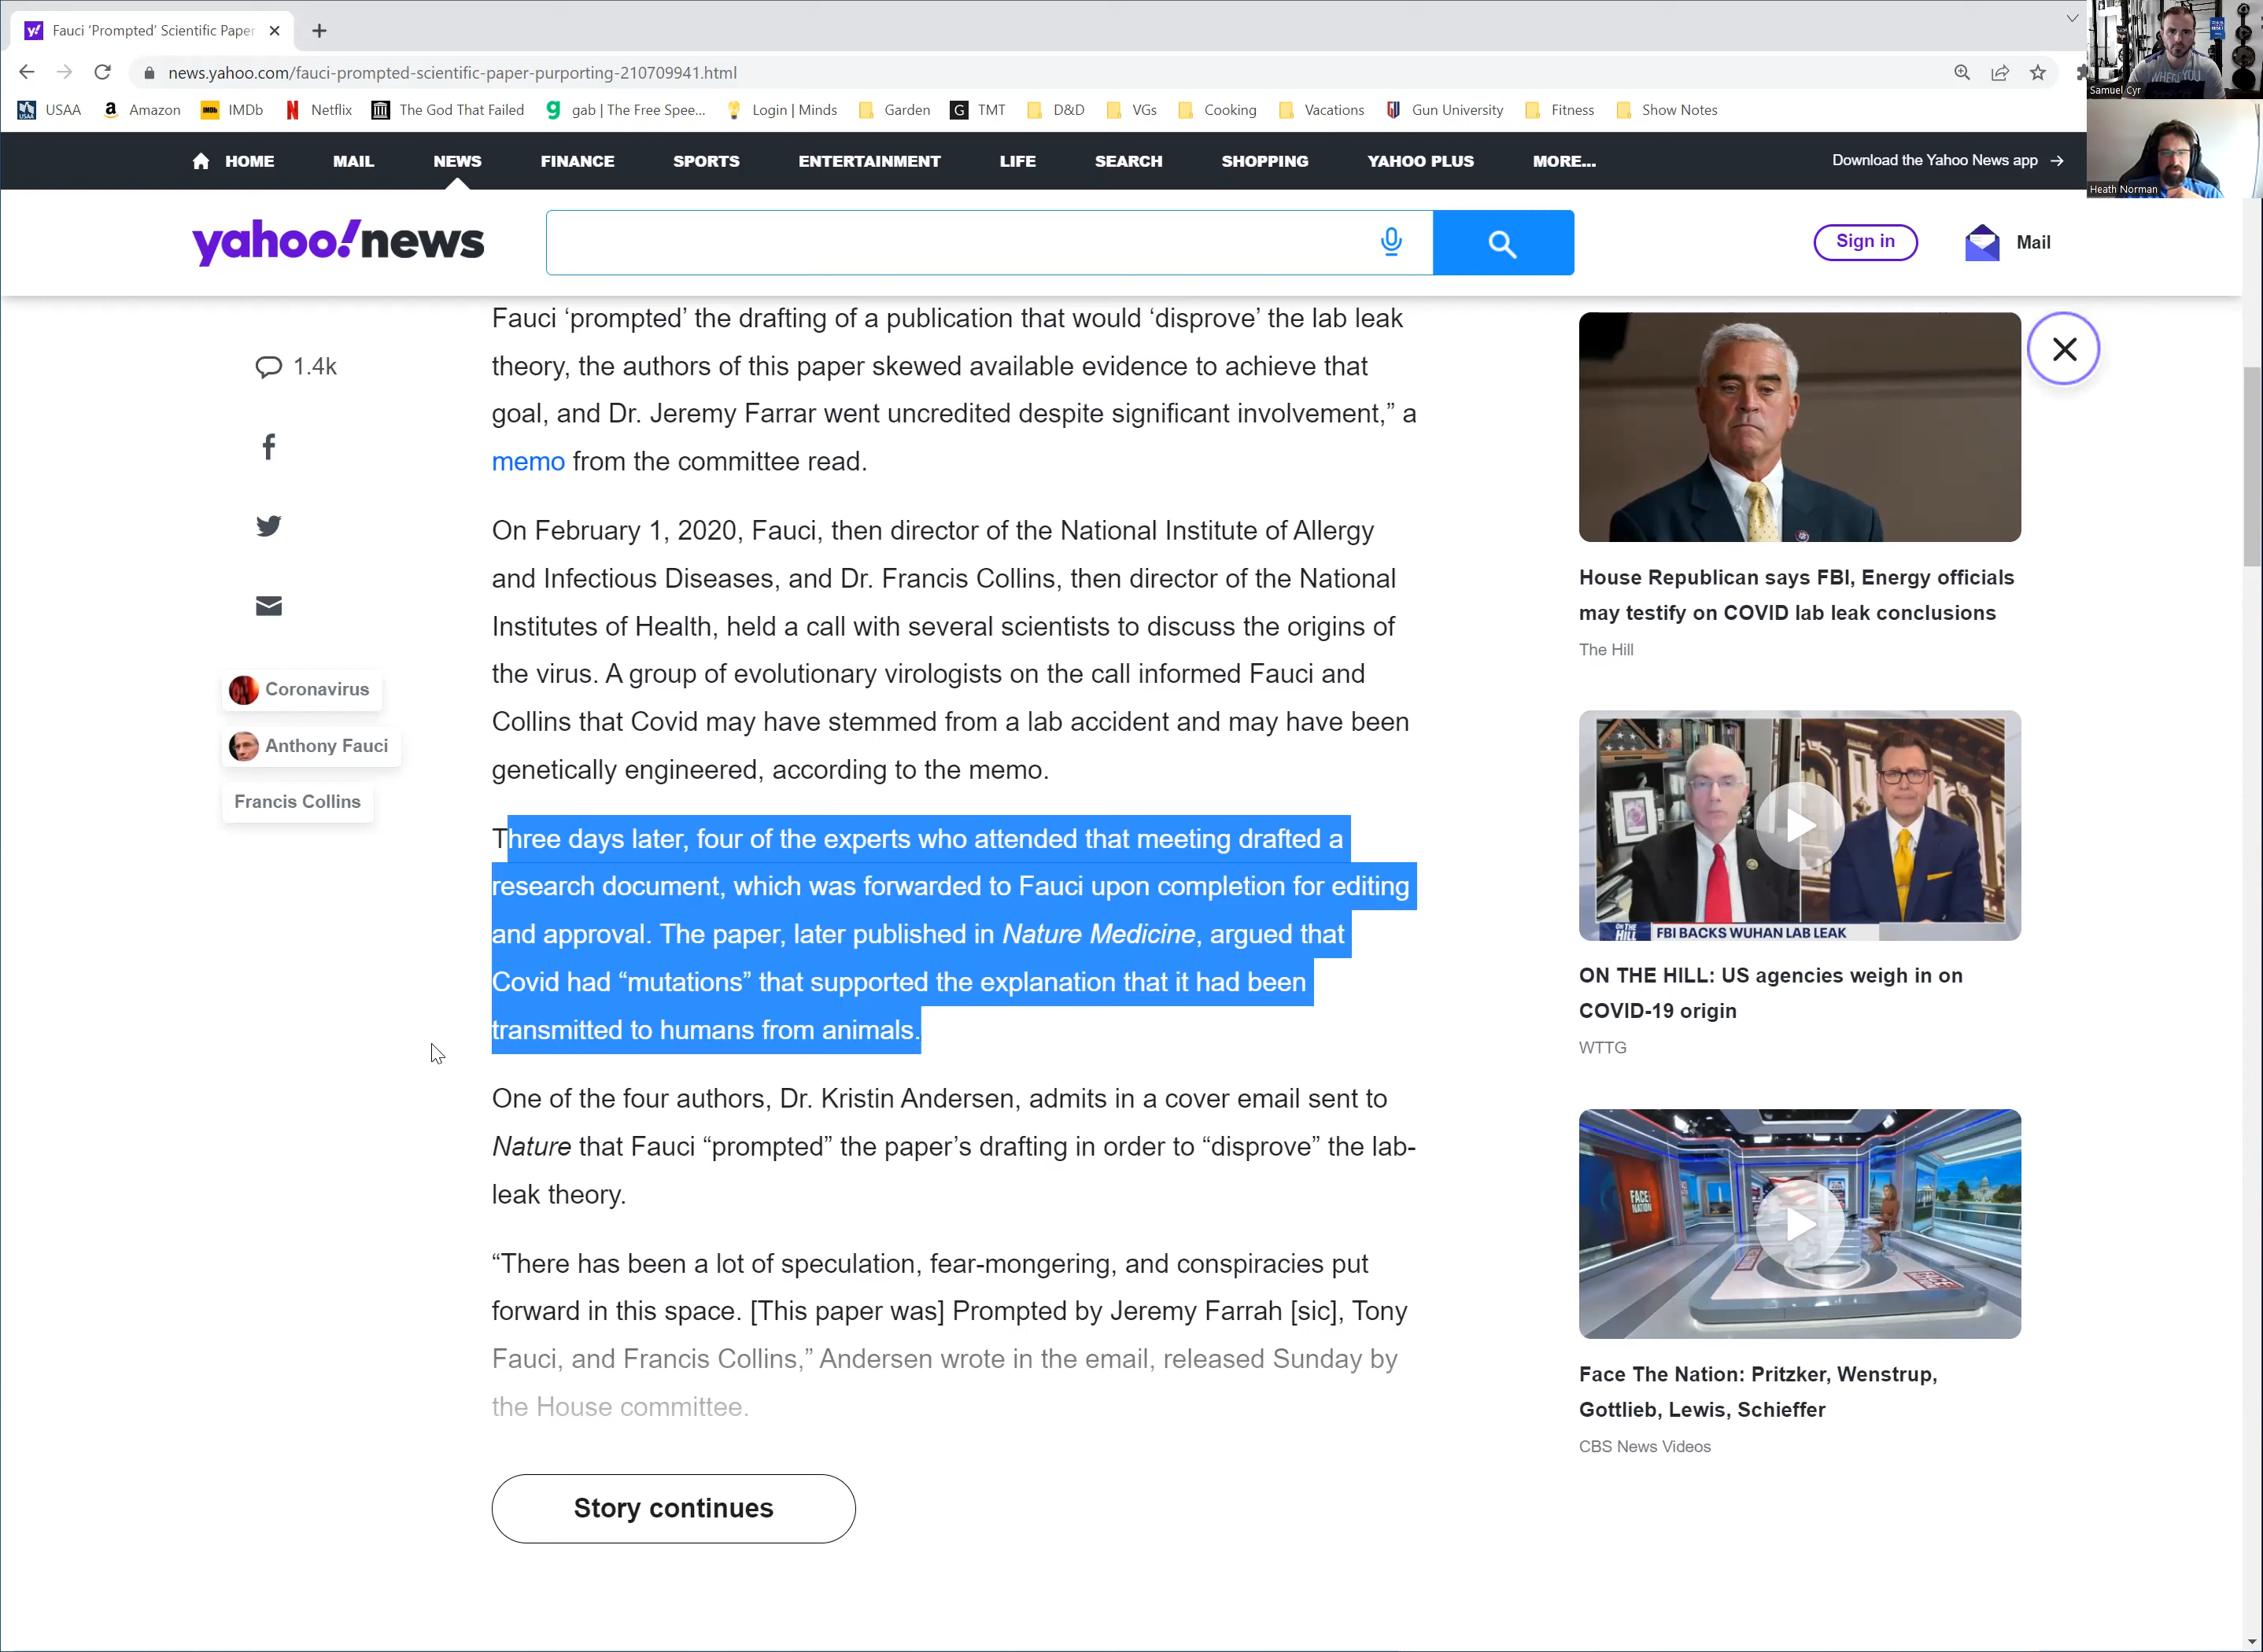 Fauci ‘Prompted’ Scientific Paper
news.yahoo.com/fauci-prompted-scientific-paper-purporting-210709941.html
USAA
Amazon
IMDb
Netflix
The God That Failed
gab | The Free Spee...
Login | Minds
Garden
TMT
D&D
VGs
Cooking
Vacations
Gun University
Fitness
Show Notes
Samuel Cyr
Heath Norman
HOME
MAIL
NEWS
FINANCE
SPORTS
ENTERTAINMENT
LIFE
SEARCH
SHOPPING
YAHOO PLUS
MORE...
Download the Yahoo News app →
yahoo!news
Sign in
Mail
1.4k
Coronavirus
Anthony Fauci
Francis Collins
Fauci ‘prompted’ the drafting of a publication that would ‘disprove’ the lab leak
theory, the authors of this paper skewed available evidence to achieve that
goal, and Dr. Jeremy Farrar went uncredited despite significant involvement,” a
memo from the committee read.
On February 1, 2020, Fauci, then director of the National Institute of Allergy
and Infectious Diseases, and Dr. Francis Collins, then director of the National
Institutes of Health, held a call with several scientists to discuss the origins of
the virus. A group of evolutionary virologists on the call informed Fauci and
Collins that Covid may have stemmed from a lab accident and may have been
genetically engineered, according to the memo.
Three days later, four of the experts who attended that meeting drafted a
research document, which was forwarded to Fauci upon completion for editing
and approval. The paper, later published in Nature Medicine, argued that
Covid had “mutations” that supported the explanation that it had been
transmitted to humans from animals.
One of the four authors, Dr. Kristin Andersen, admits in a cover email sent to
Nature that Fauci “prompted” the paper’s drafting in order to “disprove” the lab-
leak theory.
“There has been a lot of speculation, fear-mongering, and conspiracies put
forward in this space. [This paper was] Prompted by Jeremy Farrah [sic], Tony
Fauci, and Francis Collins,” Andersen wrote in the email, released Sunday by
the House committee.
Story continues
House Republican says FBI, Energy officials
may testify on COVID lab leak conclusions
The Hill
ON THE HILL
FBI BACKS WUHAN LAB LEAK
ON THE HILL: US agencies weigh in on
COVID-19 origin
WTTG
FACE
NATION
Face The Nation: Pritzker, Wenstrup,
Gottlieb, Lewis, Schieffer
CBS News Videos